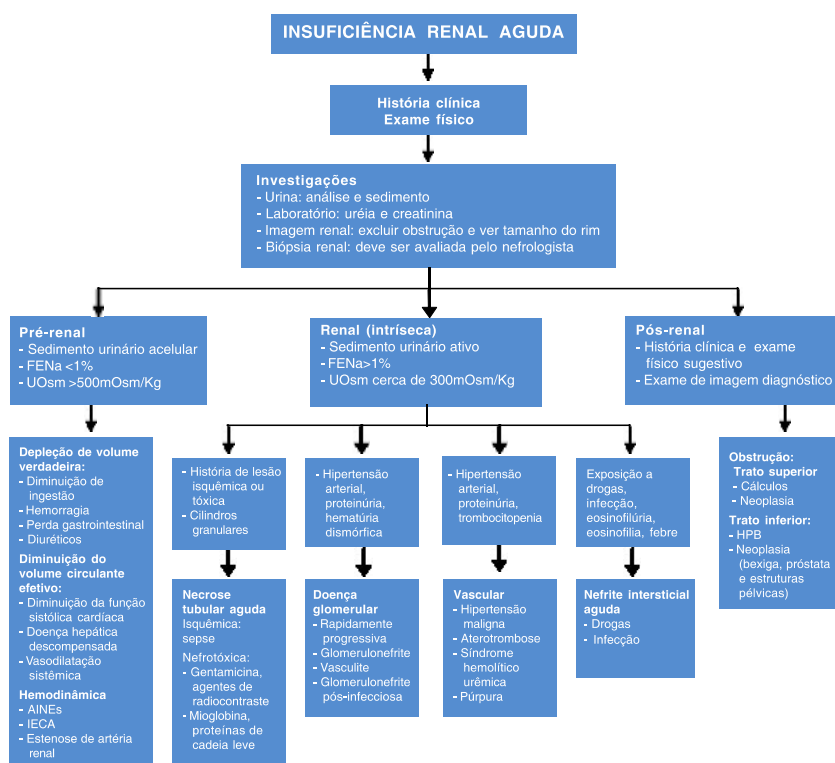 INSUFICIÊNCIA RENAL AGUDA
História clínica
Exame físico
Investigações
- Urina: análise e sedimento
- Laboratório: uréia e creatinina
- Imagem renal: excluir obstrução e ver tamanho do rim
- Biópsia renal: deve ser avaliada pelo nefrologista
Pré-renal
- Sedimento urinário acelular
- FENa <1%
- UOsm >500mOsm/Kg
Renal (intríseca)
- Sedimento urinário ativo
- FENa>1%
- UOsm cerca de 300mOsm/Kg
Pós-renal
- História clínica e exame
físico sugestivo
- Exame de imagem diagnóstico
Depleção de volume
verdadeira:
- Diminuição de
ingestão
- Hemorragia
- Perda gastrointestinal
- Diuréticos
Diminuição do
volume circulante
efetivo:
- Diminuição da função
sistólica cardíaca
- Doença hepática
descompensada
- Vasodilatação
sistêmica
Hemodinâmica
- AINEs
- IECA
- Estenose de artéria
renal
- História de lesão
isquêmica ou
tóxica
- Cilindros
granulares
- Hipertensão
arterial,
proteinúria,
hematúria
dismórfica
- Hipertensão
arterial,
proteinúria,
trombocitopenia
Exposição a
drogas,
infecção,
eosinofilúria,
eosinofilia, febre
Obstrução:
Trato superior
- Cálculos
- Neoplasia
Trato inferior:
- HPB
- Neoplasia
(bexiga, próstata
e estruturas
pélvicas)
Necrose
tubular aguda
Isquêmica:
sepse
Nefrotóxica:
- Gentamicina,
agentes de
radiocontraste
- Mioglobina,
proteínas de
cadeia leve
Doença
glomerular
- Rapidamente
progressiva
- Glomerulonefrite
- Vasculite
- Glomerulonefrite
pós-infecciosa
Vascular
- Hipertensão
maligna
- Aterotrombose
- Síndrome
hemolítico
urêmica
- Púrpura
Nefrite intersticial
aguda
- Drogas
- Infecção